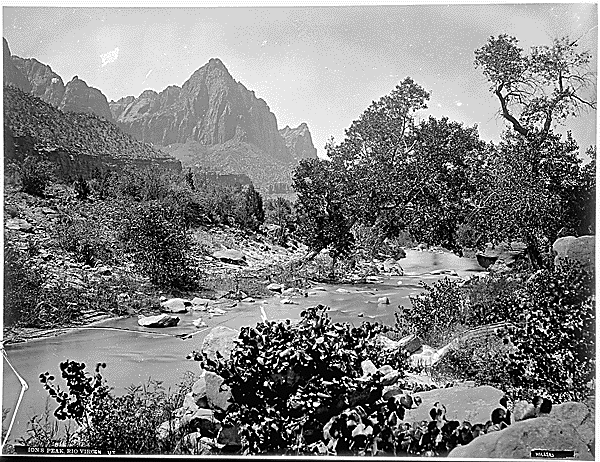 IONS PEAK, RIO VIRGEN UT
HILLERS